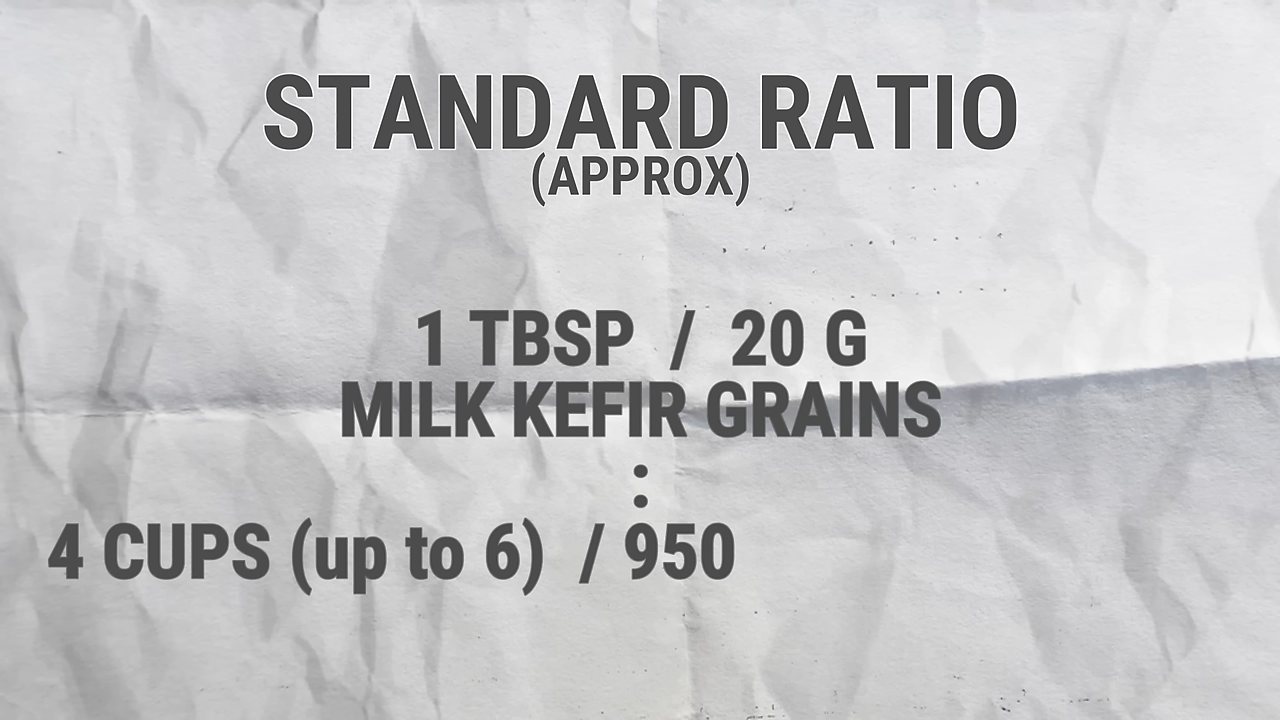 STANDARD RATIO
(APPROX)
1 TBSP / 20 G
MILK KEFIR GRAINS
:
4 CUPS (up to 6) / 950